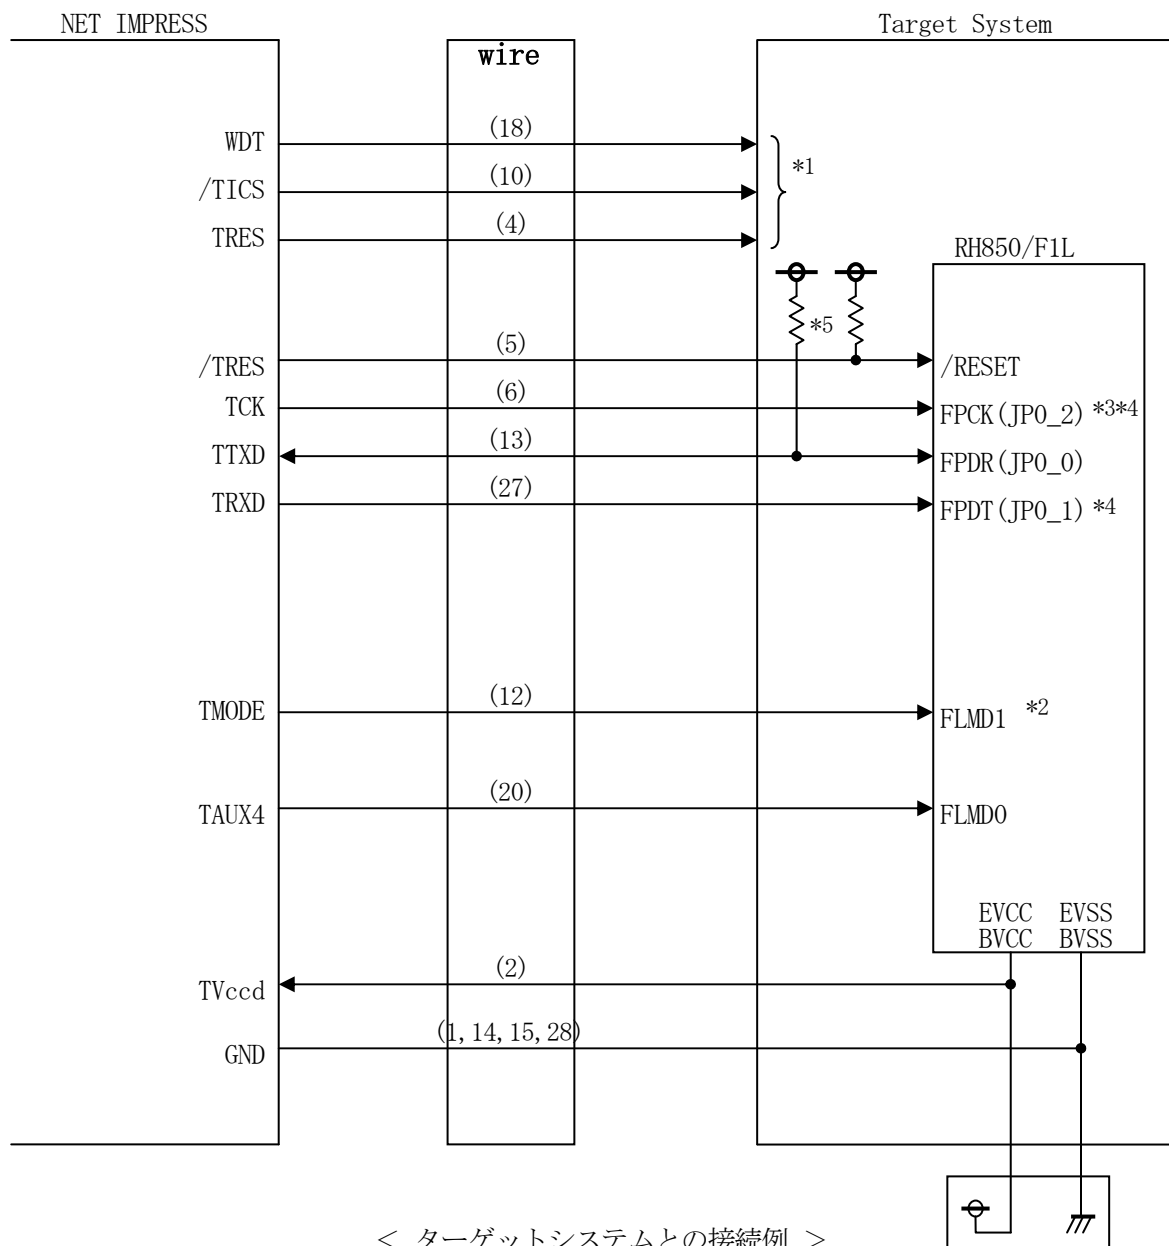 NET IMPRESS
wire
Target System
WDT
(18)
*1
/TICS
(10)
TRES
(4)
RH850/F1L
*5
/TRES
(5)
/RESET
TCK
(6)
FPCK(JP0_2) *3*4
TTXD
(13)
FPDR(JP0_0)
TRXD
(27)
FPDT(JP0_1) *4
TMODE
(12)
FLMD1 *2
TAUX4
(20)
FLMD0
EVCC EVSS
BVCC BVSS
TVccd
(2)
GND
(1,14,15,28)
< ターゲットシステムとの接続例 >